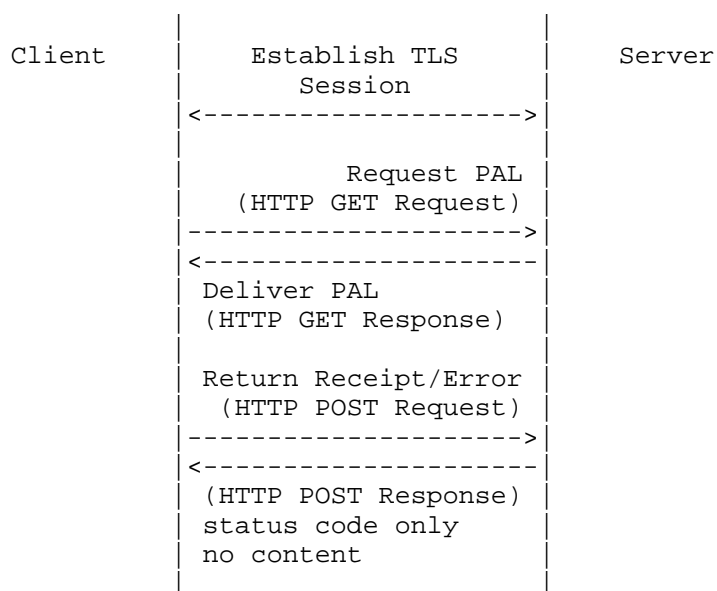 Client Establish TLS Server
Session
<-------------------->
Request PAL
(HTTP GET Request)
--------------------->
<---------------------
Deliver PAL
(HTTP GET Response)
Return Receipt/Error
(HTTP POST Request)
--------------------->
<---------------------
(HTTP POST Response)
status code only
no content